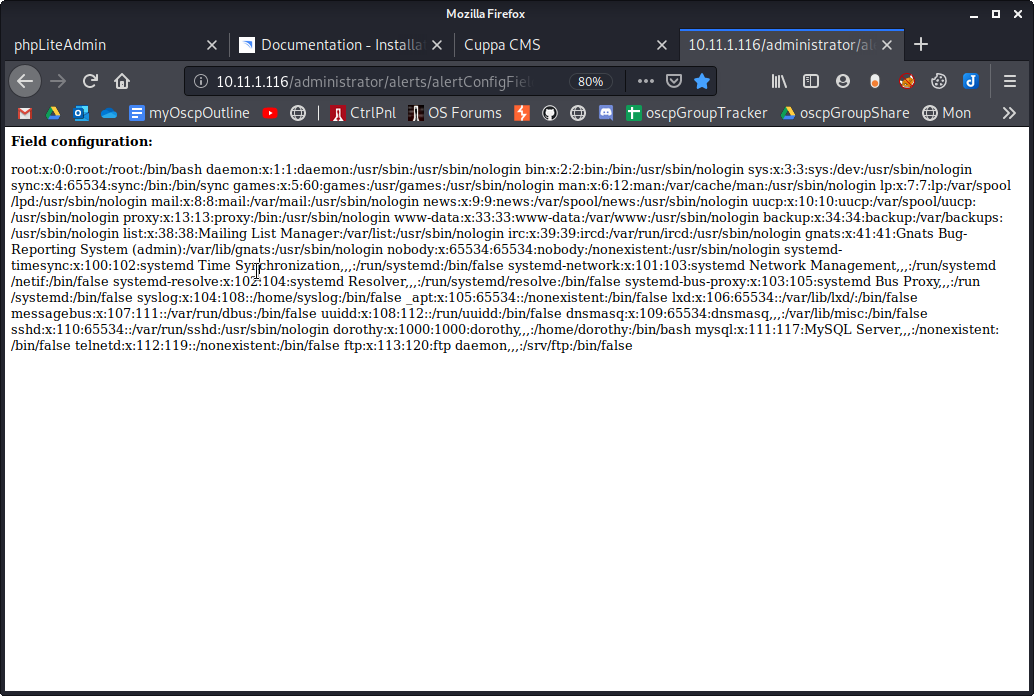 Mozilla Firefox
phpLiteAdmin
Documentation - Installa
Cuppa CMS
10.11.1.116/administrator/al
10.11.1.116/administrator/alerts/alertConfigFiel
80%
myOscpOutline
CtrlPnl
OS Forums
oscpGroupTracker
oscpGroupShare
Mon
Field configuration:
root:x:0:0:root:/root:/bin/bash daemon:x:1:1:daemon:/usr/sbin:/usr/sbin/nologin bin:x:2:2:bin:/bin:/usr/sbin/nologin sys:x:3:3:sys:/dev:/usr/sbin/nologin
sync:x:4:65534:sync:/bin:/bin/sync games:x:5:60:games:/usr/games:/usr/sbin/nologin man:x:6:12:man:/var/cache/man:/usr/sbin/nologin lp:x:7:7:lp:/var/spool
/lpd:/usr/sbin/nologin mail:x:8:8:mail:/var/mail:/usr/sbin/nologin news:x:9:9:news:/var/spool/news:/usr/sbin/nologin uucp:x:10:10:uucp:/var/spool/uucp:
/usr/sbin/nologin proxy:x:13:13:proxy:/bin:/usr/sbin/nologin www-data:x:33:33:www-data:/var/www:/usr/sbin/nologin backup:x:34:34:backup:/var/backups:
/usr/sbin/nologin list:x:38:38:Mailing List Manager:/var/list:/usr/sbin/nologin irc:x:39:39:ircd:/var/run/ircd:/usr/sbin/nologin gnats:x:41:41:Gnats Bug-
Reporting System (admin):/var/lib/gnats:/usr/sbin/nologin nobody:x:65534:65534:nobody:/nonexistent:/usr/sbin/nologin systemd-
timesync:x:100:102:systemd Time Synchronization,,,:/run/systemd:/bin/false systemd-network:x:101:103:systemd Network Management,,,:/run/systemd
/netif:/bin/false systemd-resolve:x:102:104:systemd Resolver,,,:/run/systemd/resolve:/bin/false systemd-bus-proxy:x:103:105:systemd Bus Proxy,,,:/run
/systemd:/bin/false syslog:x:104:108::/home/syslog:/bin/false _apt:x:105:65534::/nonexistent:/bin/false lxd:x:106:65534::/var/lib/lxd/:/bin/false
messagebus:x:107:111::/var/run/dbus:/bin/false uuidd:x:108:112::/run/uuidd:/bin/false dnsmasq:x:109:65534:dnsmasq,,,:/var/lib/misc:/bin/false
sshd:x:110:65534::/var/run/sshd:/usr/sbin/nologin dorothy:x:1000:1000:dorothy,,,:/home/dorothy:/bin/bash mysql:x:111:117:MySQL Server,,,:/nonexistent:
/bin/false telnetd:x:112:119::/nonexistent:/bin/false ftp:x:113:120:ftp daemon,,,:/srv/ftp:/bin/false